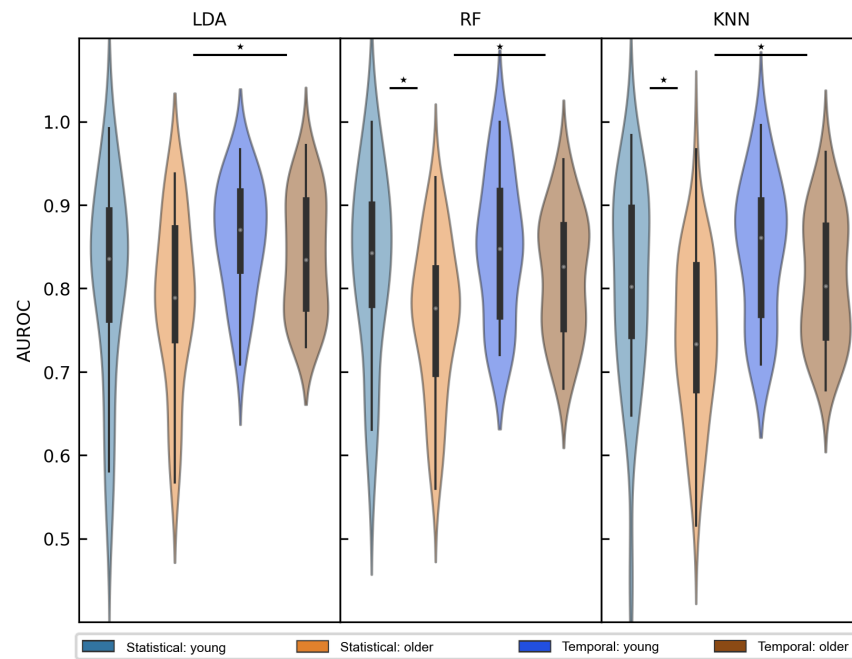 LDA RF KNN
★ ★ ★
★ ★
1.0
0.9
0.8
0.7
0.6
0.5
AUROC
Statistical: young Statistical: older Temporal: young Temporal: older